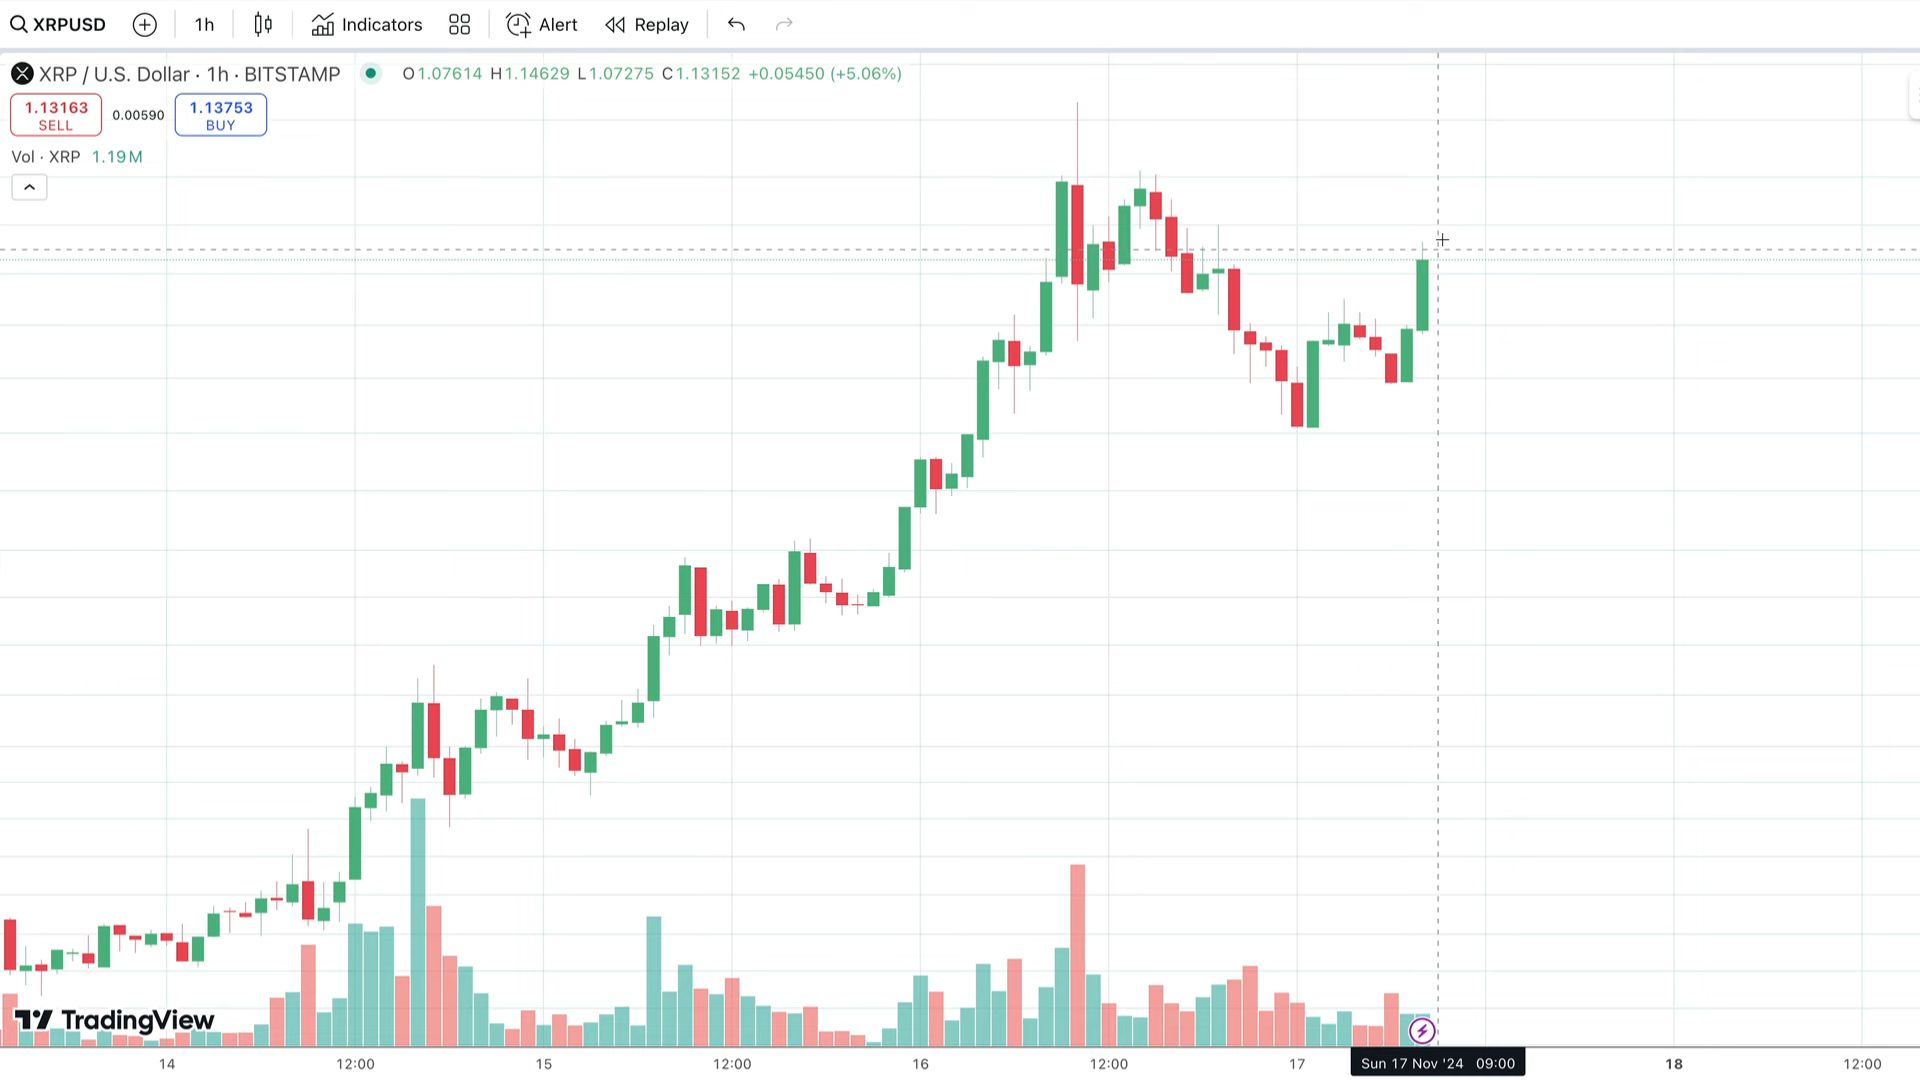 XRPUSD 1h Indicators Alert Replay
XRP / U.S. Dollar · 1h · BITSTAMP O1.07614 H1.14629 L1.07275 C1.13152 +0.05450 (+5.06%)
1.13163 SELL 0.00590 1.13753 BUY
Vol · XRP 1.19M
TradingView
14 12:00 15 12:00 16 12:00 17 Sun 17 Nov '24 09:00 18 12:00